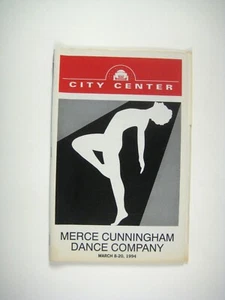 CITY CENTER
MERCE CUNNINGHAM
DANCE COMPANY
MARCH 8-20, 1994